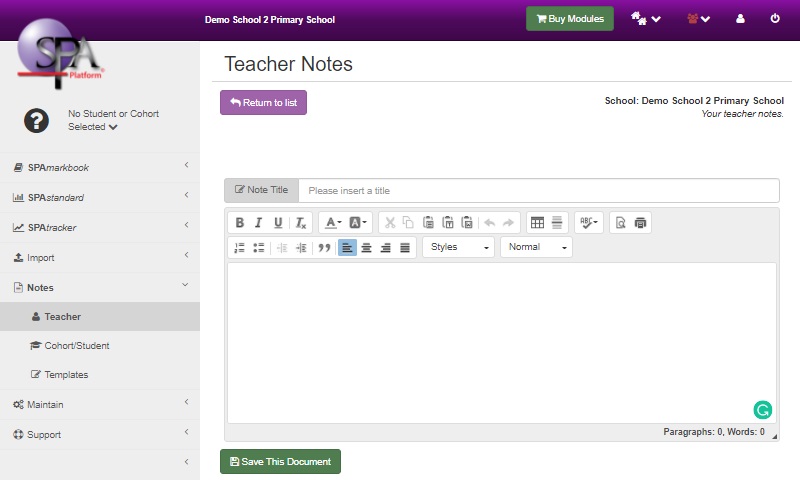 Demo School 2 Primary School
Buy Modules
SPA
Platform®
No Student or Cohort
Selected
SPAmarkbook
SPAstandard
SPAtracker
Import
Notes
Teacher
Cohort/Student
Templates
Maintain
Support
Teacher Notes
Return to list
School: Demo School 2 Primary School
Your teacher notes.
Note Title
Please insert a title
B I U Tx A A ABC
Styles Normal
Paragraphs: 0, Words: 0
Save This Document